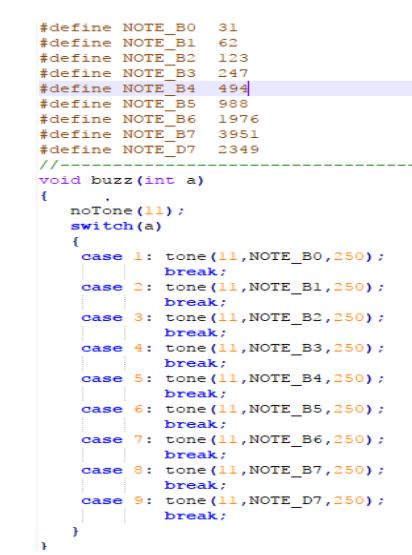 #define NOTE_B0 31
#define NOTE_B1 62
#define NOTE_B2 123
#define NOTE_B3 247
#define NOTE_B4 494
#define NOTE_B5 988
#define NOTE_B6 1976
#define NOTE_B7 3951
#define NOTE_D7 2349
//-----------------------------------
void buzz(int a)
{
noTone(11);
switch(a)
{
case 1: tone(11,NOTE_B0,250);
break;
case 2: tone(11,NOTE_B1,250);
break;
case 3: tone(11,NOTE_B2,250);
break;
case 4: tone(11,NOTE_B3,250);
break;
case 5: tone(11,NOTE_B4,250);
break;
case 6: tone(11,NOTE_B5,250);
break;
case 7: tone(11,NOTE_B6,250);
break;
case 8: tone(11,NOTE_B7,250);
break;
case 9: tone(11,NOTE_D7,250);
break;
}
}